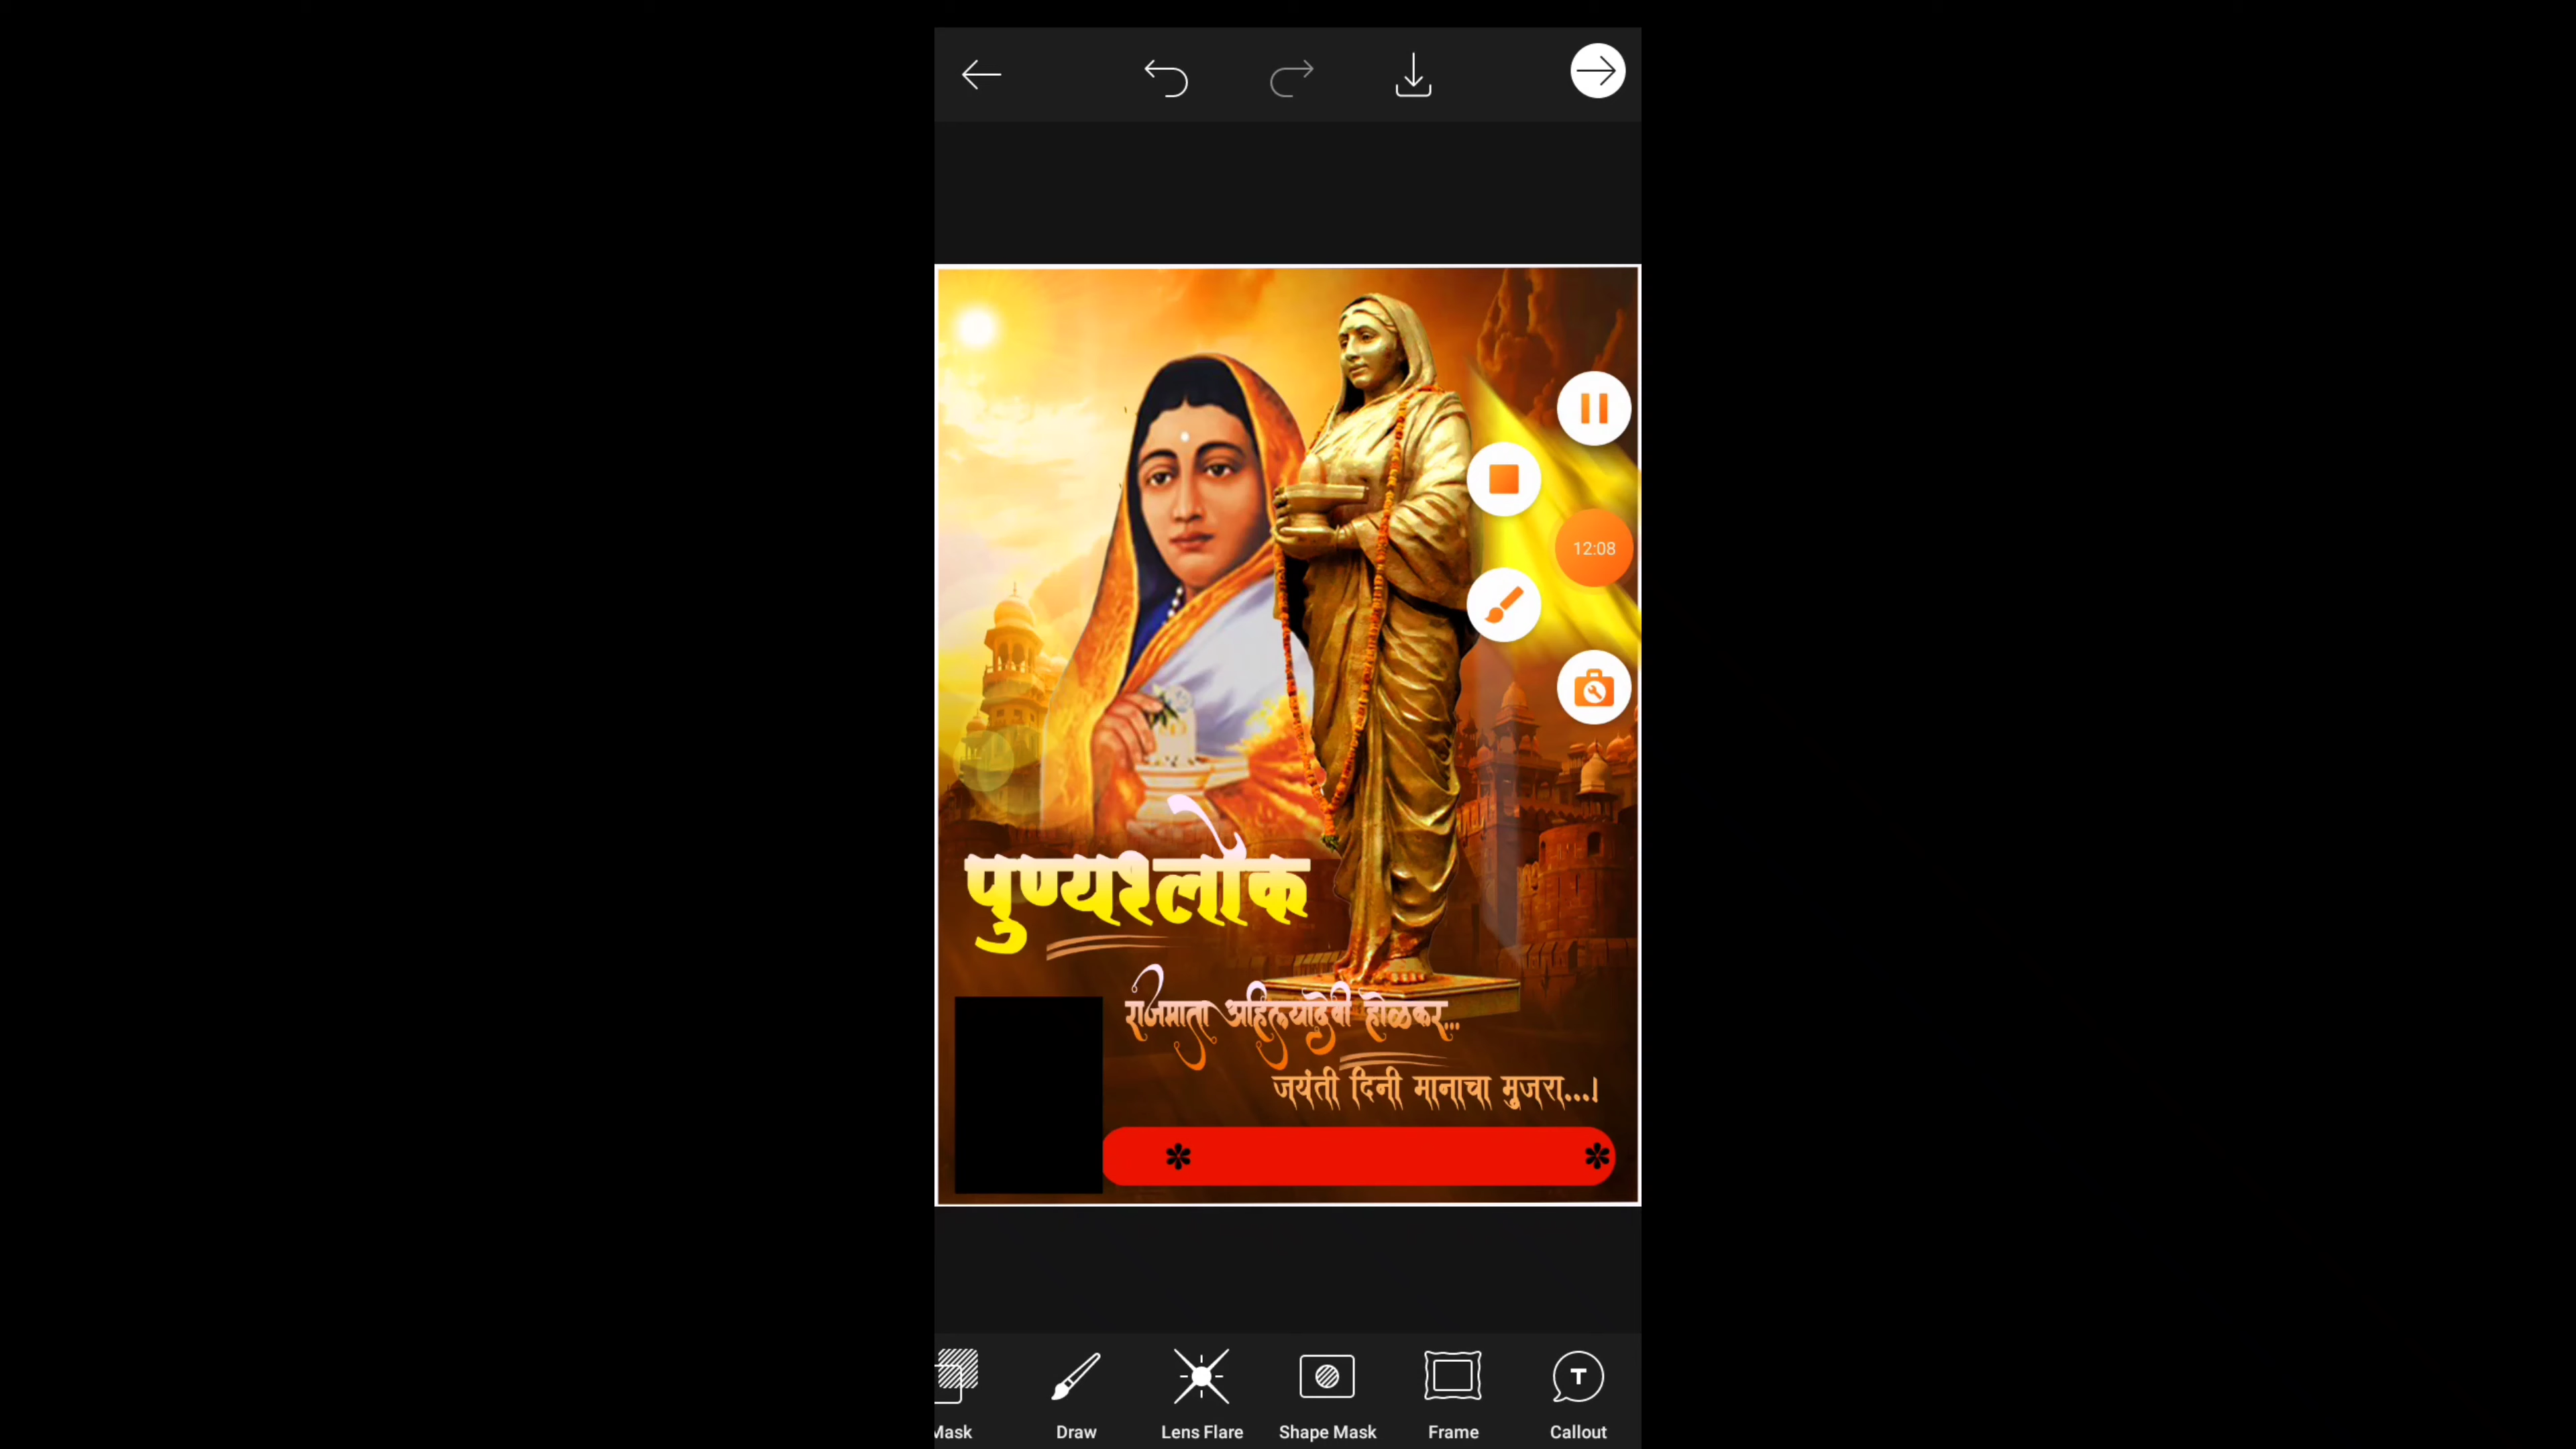 12:08
पुण्यश्लोक
राजमाता अहिल्यादेवी होळकर...
जयंती दिनी मानाचा मुजरा...।
Mask
Draw
Lens Flare
Shape Mask
Frame
T
Callout